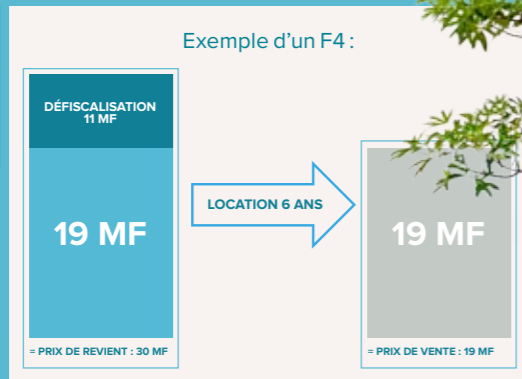 Exemple d'un F4 :
DÉFISCALISATION
11 MF
19 MF
= PRIX DE REVIENT : 30 MF
LOCATION 6 ANS
19 MF
= PRIX DE VENTE : 19 MF